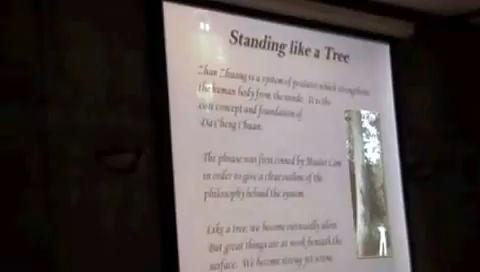 Standing like a Tree
Zhan Zhuang is a system of postures which strengthens
the human body from the inside. It is the
core concept and foundation of
Da Cheng Chuan.
The phrase was first coined by Master Cam
in order to give a clear outline of the
philosophy behind the system.
Like a tree, we become outwardly silent.
But great things are at work beneath the
surface. We become strong yet